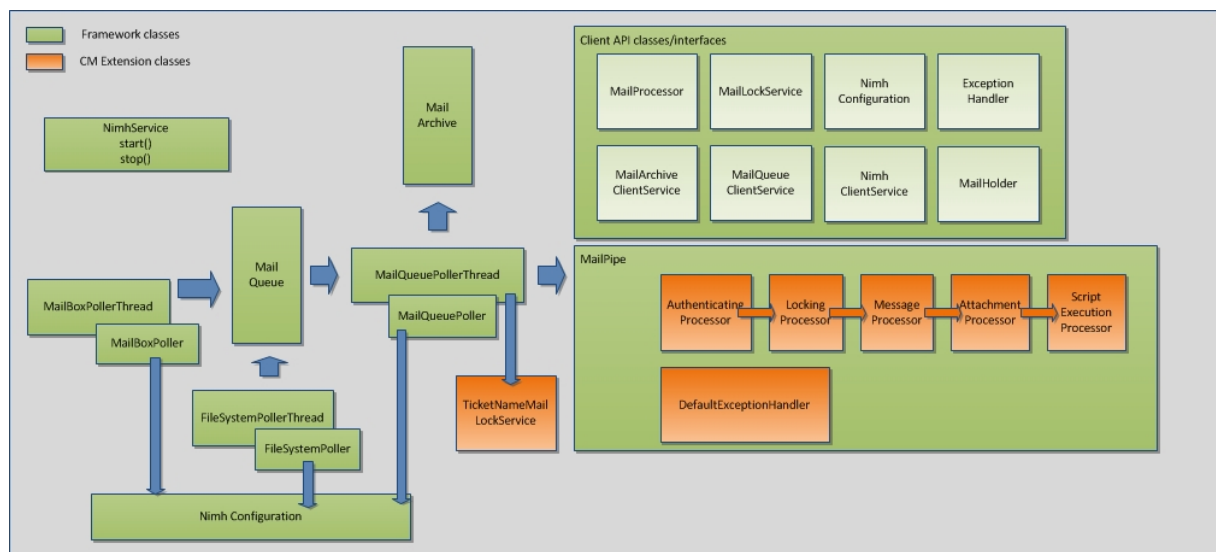 Framework classes
CM Extension classes
NimhService
start()
stop()
Mail
Archive
Client API classes/interfaces
MailProcessor
MailLockService
Nimh
Configuration
Exception
Handler
MailArchive
ClientService
MailQueue
ClientService
Nimh
ClientService
MailHolder
Mail
Queue
MailBoxPollerThread
MailBoxPoller
MailQueuePollerThread
MailQueuePoller
FileSystemPollerThread
FileSystemPoller
TicketNameMail
LockService
Nimh Configuration
MailPipe
Authenticating
Processor
Locking
Processor
Message
Processor
Attachment
Processor
Script
Execution
Processor
DefaultExceptionHandler